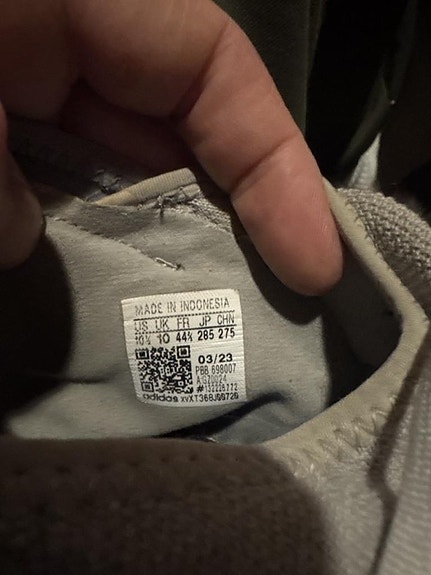 MADE IN INDONESIA
US UK FR JP CHN
10½ 10 44⅔ 285 275
03/23
PBB 698007
adidas